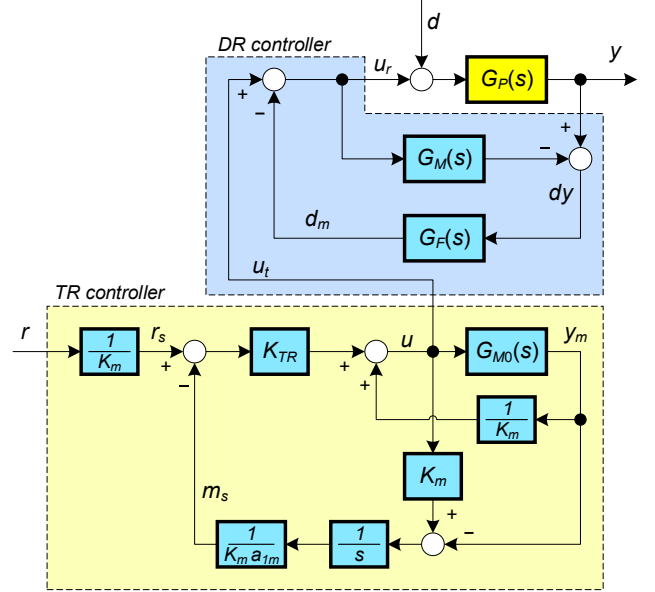 d
DR controller
u_r
y
+
G_P(s)
−
+
G_M(s)
−
dy
d_m
G_F(s)
u_t
TR controller
r
r_s
u
y_m
1
K_m
K_TR
G_M0(s)
+
+
−
+
1
K_m
K_m
m_s
+
−
1
K_m a_1m
1
s